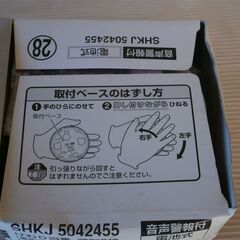 音声警報付
電池式
SHKJ 5042455
28
取付ベースのはずし方
①手のひらにのせて
②押し付けながらひねる
取付ベース
右手
左手
引っ張りながら回すと
はずれませんのでご注意ください。
SHKJ 5042455
音声警報付
電池式